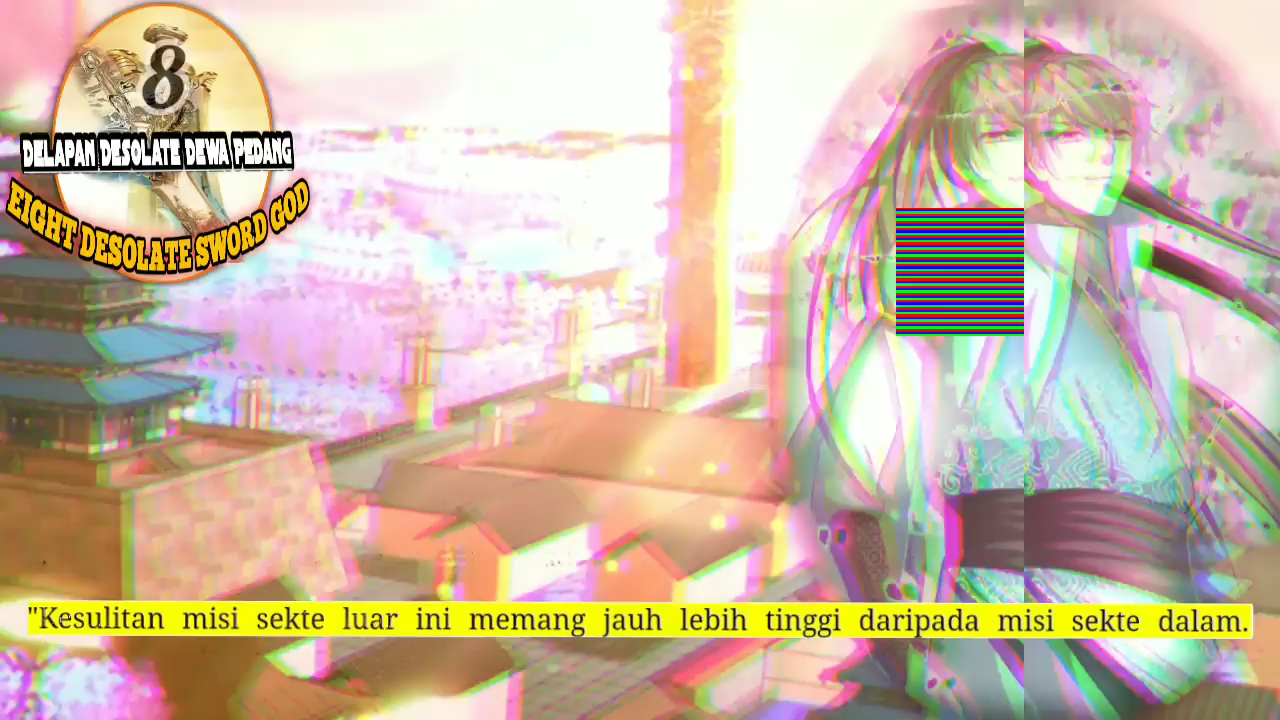 8
DELAPAN DESOLATE DEWA PEDANG
EIGHT DESOLATE SWORD GOD
"Kesulitan misi sekte luar ini memang jauh lebih tinggi daripada misi sekte dalam.